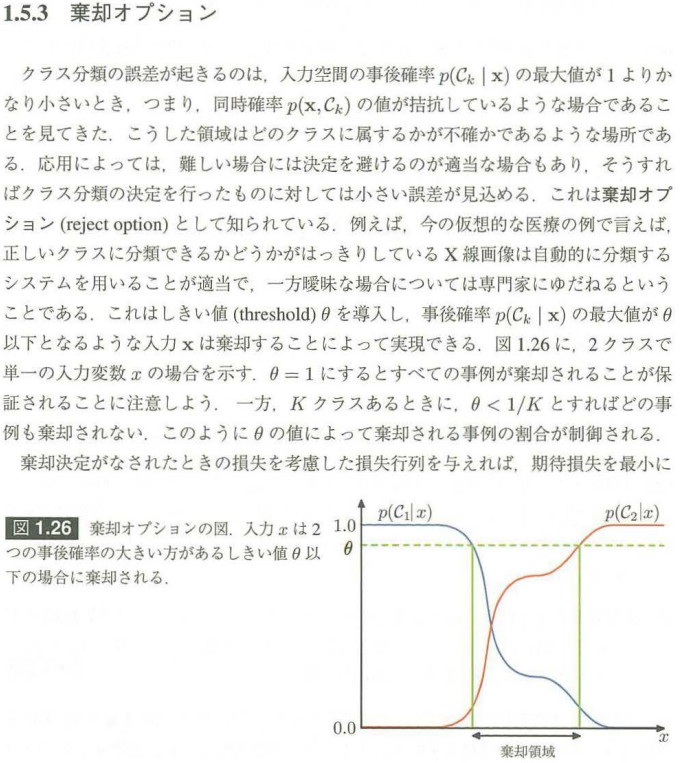 1.5.3 棄却オプション
クラス分類の誤差が起きるのは，入力空間の事後確率 p(𝒞ₖ | x) の最大値が 1 よりか
なり小さいとき，つまり，同時確率 p(x, 𝒞ₖ) の値が拮抗しているような場合であるこ
とを見てきた．こうした領域はどのクラスに属するかが不確かであるような場所であ
る．応用によっては，難しい場合には決定を避けるのが適当な場合もあり，そうすれ
ばクラス分類の決定を行ったものに対しては小さい誤差が見込める．これは棄却オプ
ション (reject option) として知られている．例えば，今の仮想的な医療の例で言えば，
正しいクラスに分類できるかどうかがはっきりしている X 線画像は自動的に分類する
システムを用いることが適当で，一方曖昧な場合については専門家にゆだねるという
ことである．これはしきい値 (threshold) θ を導入し，事後確率 p(𝒞ₖ | x) の最大値が θ
以下となるような入力 x は棄却することによって実現できる．図 1.26 に，2 クラスで
単一の入力変数 x の場合を示す．θ = 1 にするとすべての事例が棄却されることが保
証されることに注意しよう．一方，K クラスあるときに，θ < 1/K とすればどの事
例も棄却されない．このように θ の値によって棄却される事例の割合が制御される．
棄却決定がなされたときの損失を考慮した損失行列を与えれば，期待損失を最小に
図 1.26 棄却オプションの図．入力 x は 2
つの事後確率の大きい方があるしきい値 θ 以
下の場合に棄却される．
p(𝒞₁|x) p(𝒞₂|x)
1.0
θ
0.0
x
棄却領域